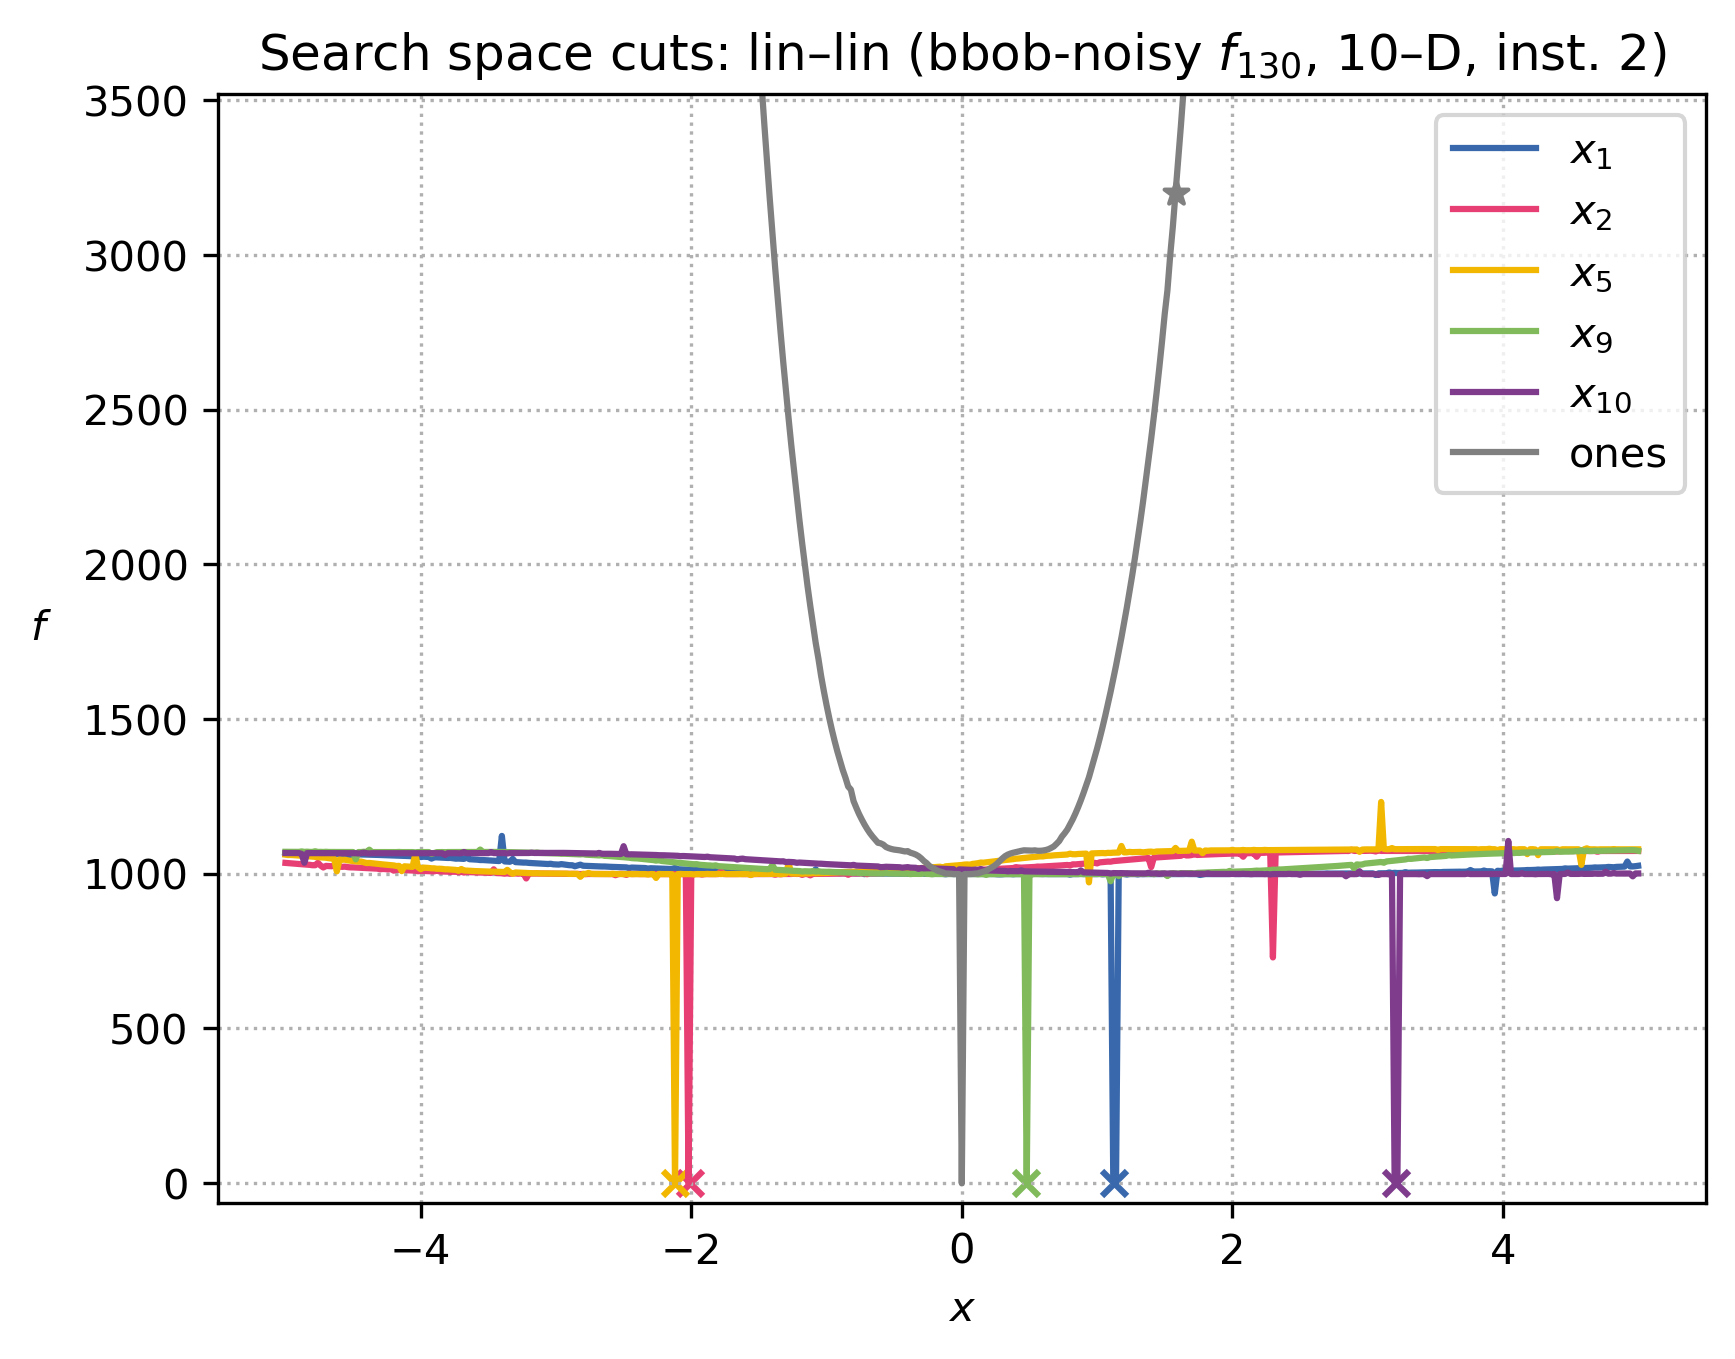 Search space cuts: lin–lin (bbob-noisy f₁₃₀, 10–D, inst. 2)
3500
3000
2500
2000
1500
1000
500
0
f
−4
−2
0
2
4
x
x₁
x₂
x₅
x₉
x₁₀
ones